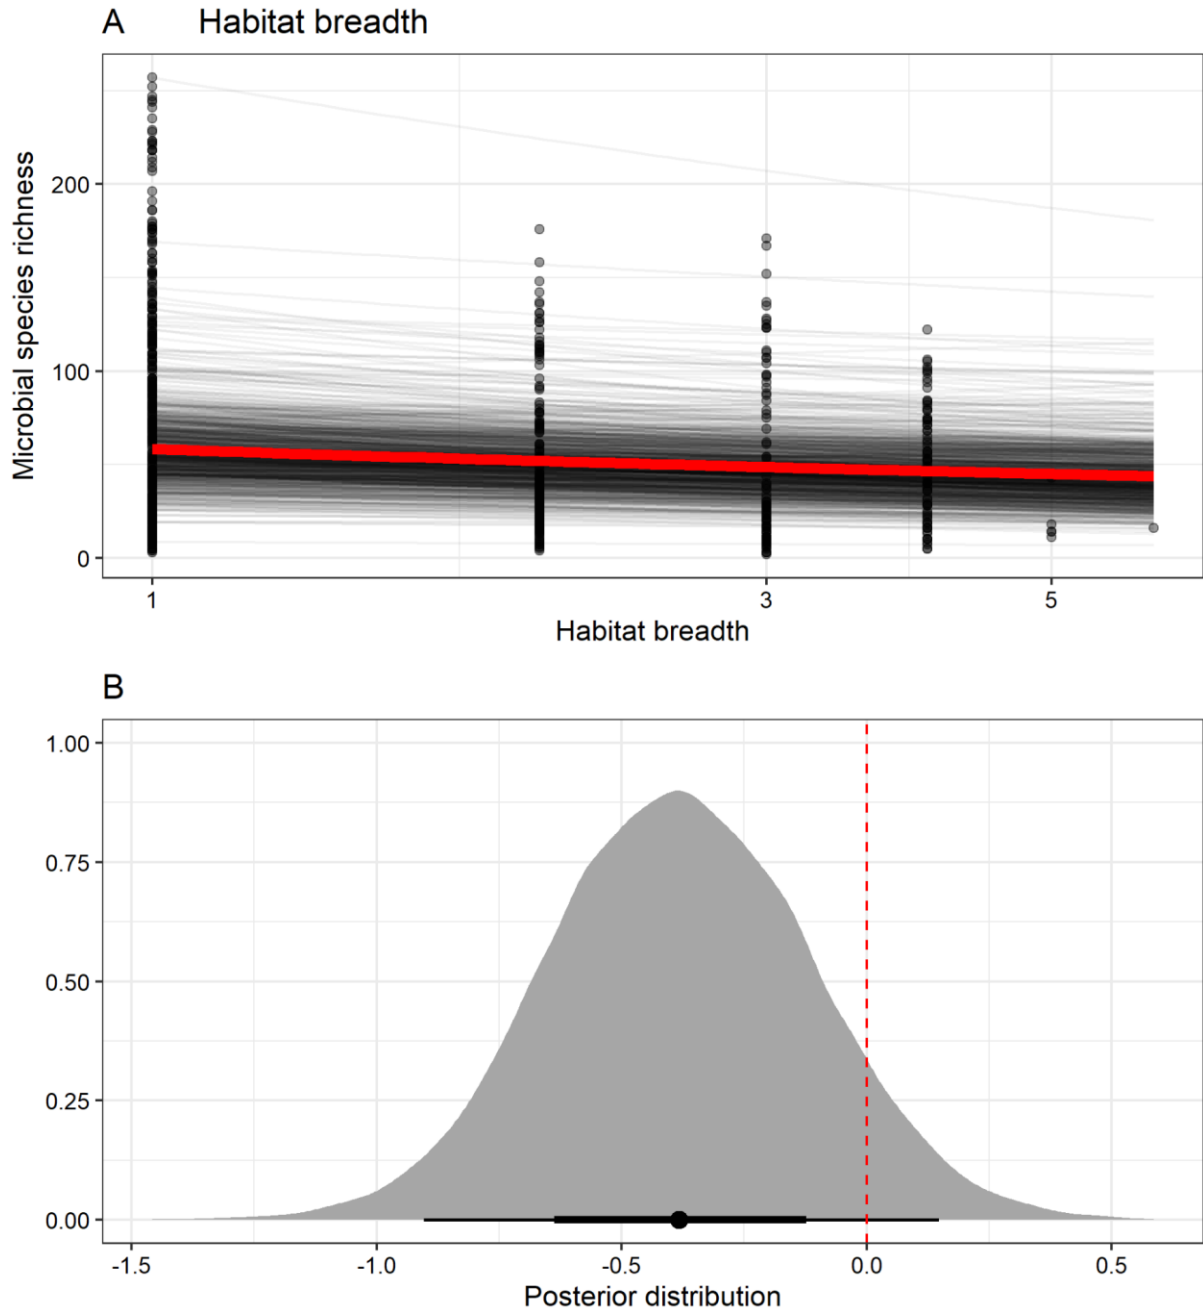 A Habitat breadth
Microbial species richness
200
100
0
1 3 5
Habitat breadth
B
1.00
0.75
0.50
0.25
0.00
-1.5 -1.0 -0.5 0.0 0.5
Posterior distribution